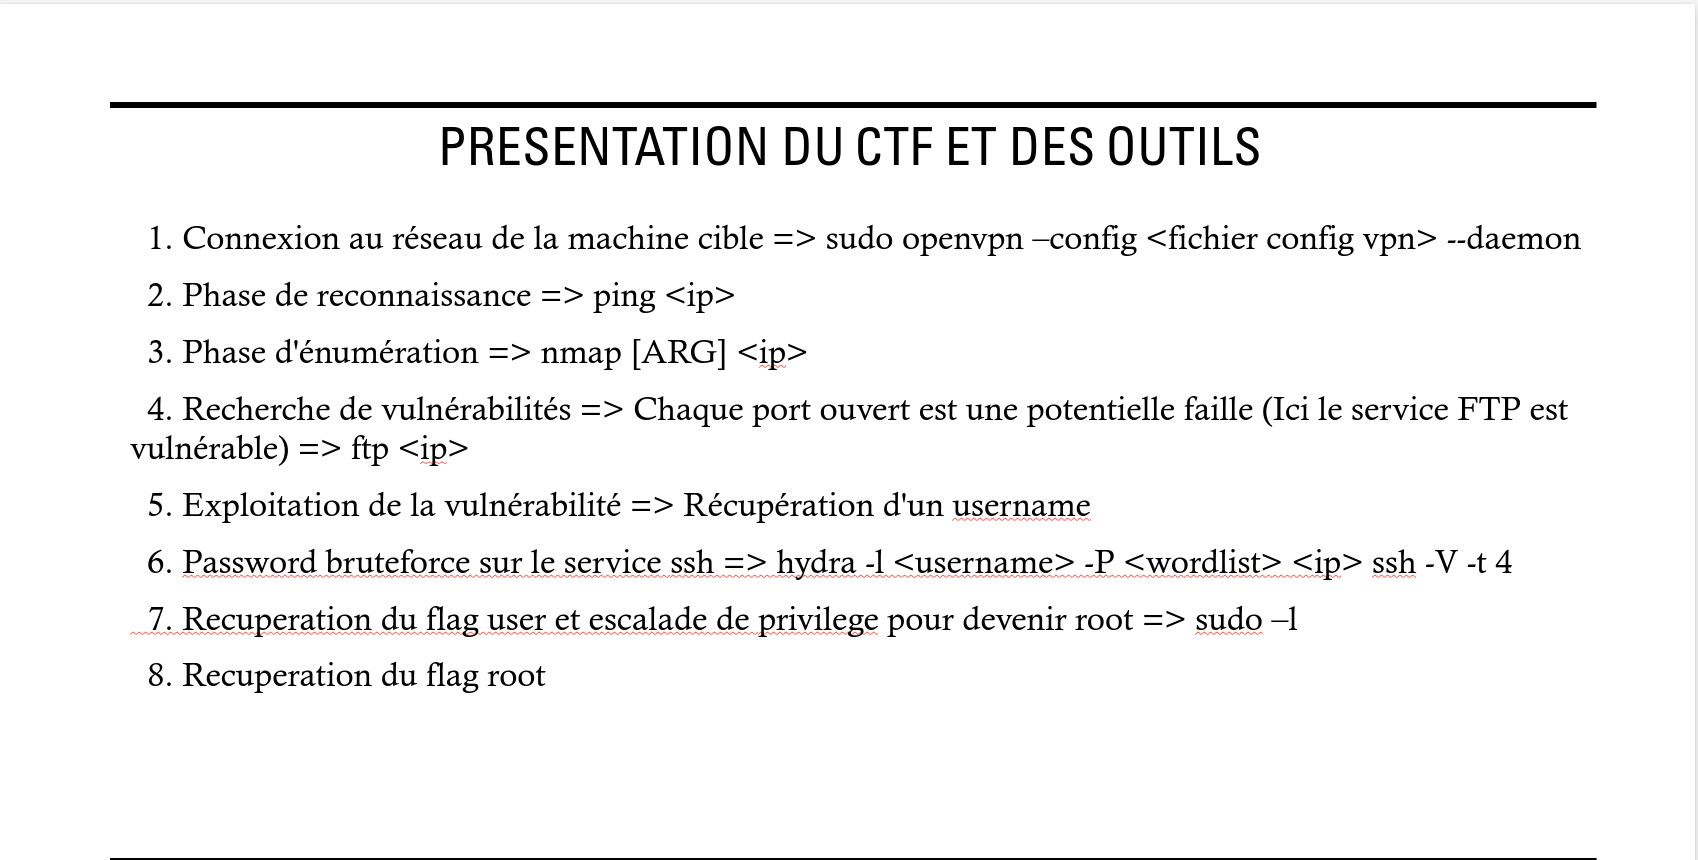 PRESENTATION DU CTF ET DES OUTILS
1. Connexion au réseau de la machine cible => sudo openvpn –config <fichier config vpn> --daemon
2. Phase de reconnaissance => ping <ip>
3. Phase d'énumération => nmap [ARG] <ip>
4. Recherche de vulnérabilités => Chaque port ouvert est une potentielle faille (Ici le service FTP est
vulnérable) => ftp <ip>
5. Exploitation de la vulnérabilité => Récupération d'un username
6. Password bruteforce sur le service ssh => hydra -l <username> -P <wordlist> <ip> ssh -V -t 4
7. Recuperation du flag user et escalade de privilege pour devenir root => sudo –l
8. Recuperation du flag root